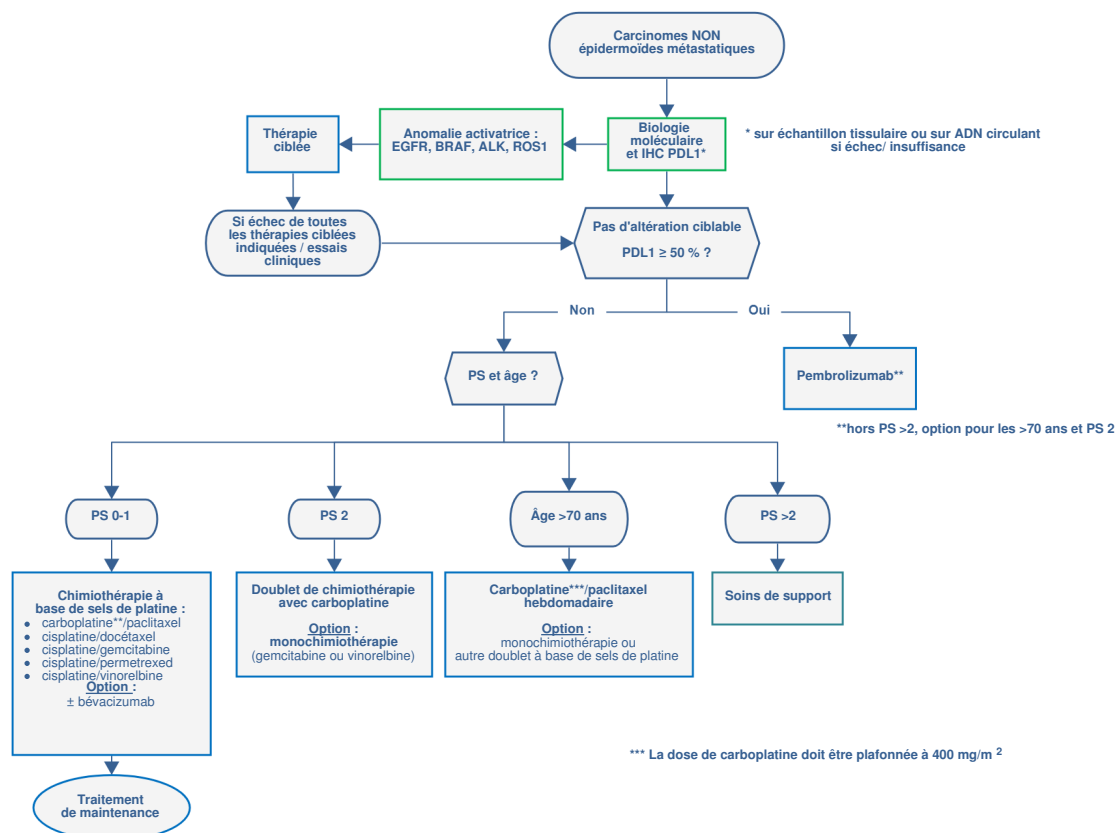 Carcinomes NON
épidermoïdes métastatiques
Thérapie
ciblée
Anomalie activatrice :
EGFR, BRAF, ALK, ROS1
Biologie
moléculaire
et IHC PDL1*
* sur échantillon tissulaire ou sur ADN circulant
si échec/ insuffisance
Si échec de toutes
les thérapies ciblées
indiquées / essais
cliniques
Pas d'altération ciblable
PDL1 ≥ 50 % ?
Non
Oui
PS et âge ?
Pembrolizumab**
**hors PS >2, option pour les >70 ans et PS 2
PS 0-1
PS 2
Âge >70 ans
PS >2
Chimiothérapie à
base de sels de platine :
● carboplatine**/paclitaxel
● cisplatine/docétaxel
● cisplatine/gemcitabine
● cisplatine/permetrexed
● cisplatine/vinorelbine
Option :
± bévacizumab
Doublet de chimiothérapie
avec carboplatine
Option :
monochimiothérapie
(gemcitabine ou vinorelbine)
Carboplatine***/paclitaxel
hebdomadaire
Option :
monochimiothérapie ou
autre doublet à base de sels de platine
Soins de support
*** La dose de carboplatine doit être plafonnée à 400 mg/m ²
Traitement
de maintenance